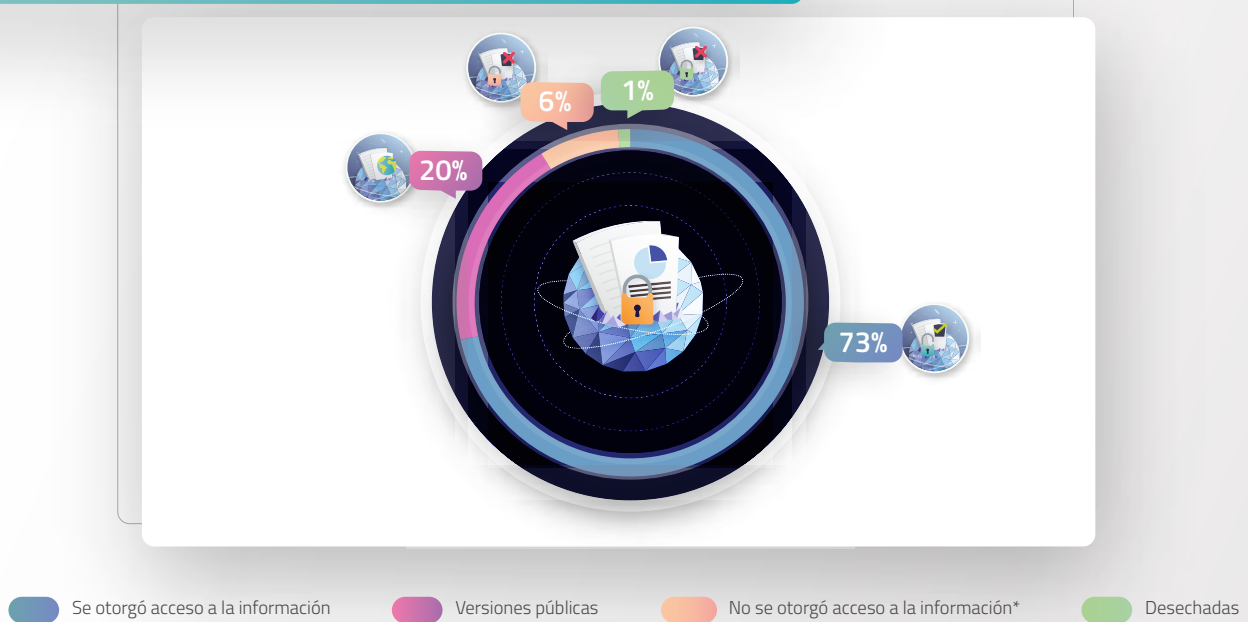 6%
1%
20%
73%
Se otorgó acceso a la información
Versiones públicas
No se otorgó acceso a la información*
Desechadas